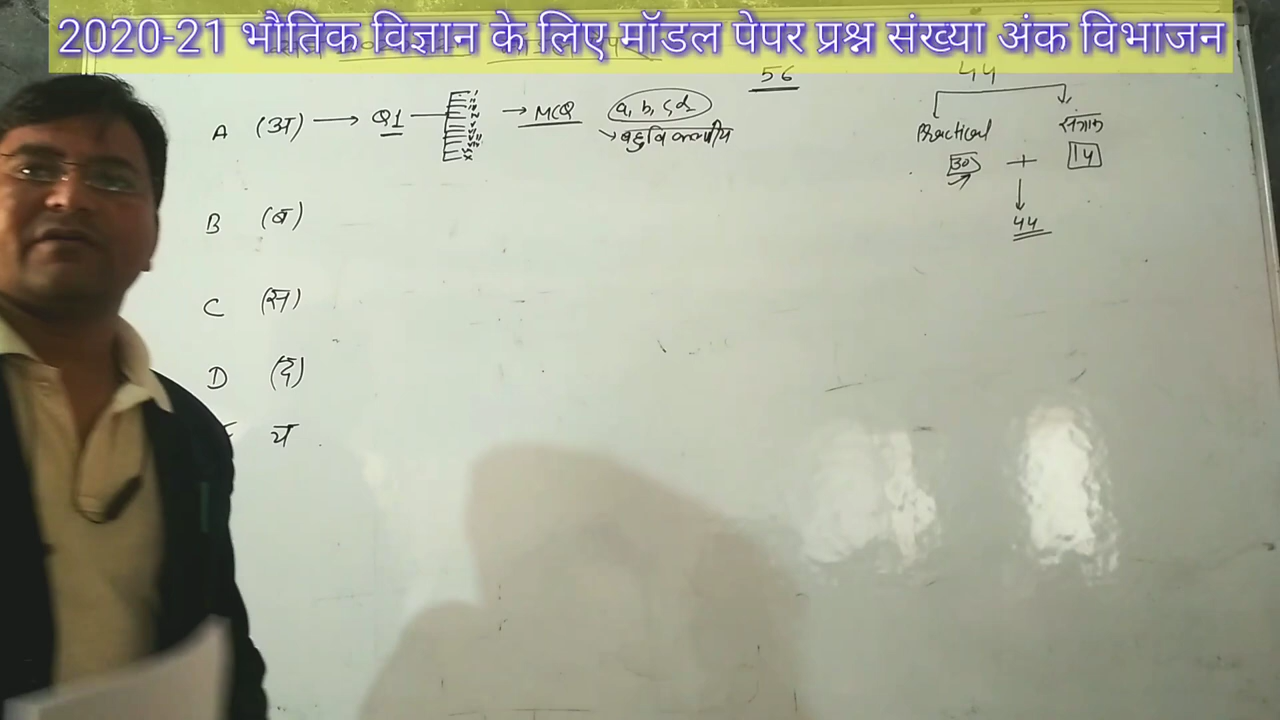 2020-21 भौतिक विज्ञान के लिए मॉडल पेपर प्रश्न संख्या अंक विभाजन
56
44
A (अ) → Q1 → MCQ (a, b, c, d)
→ बहुविकल्पीय
Practical
30 + 14
44
B (ब)
C (स)
D (द)
य